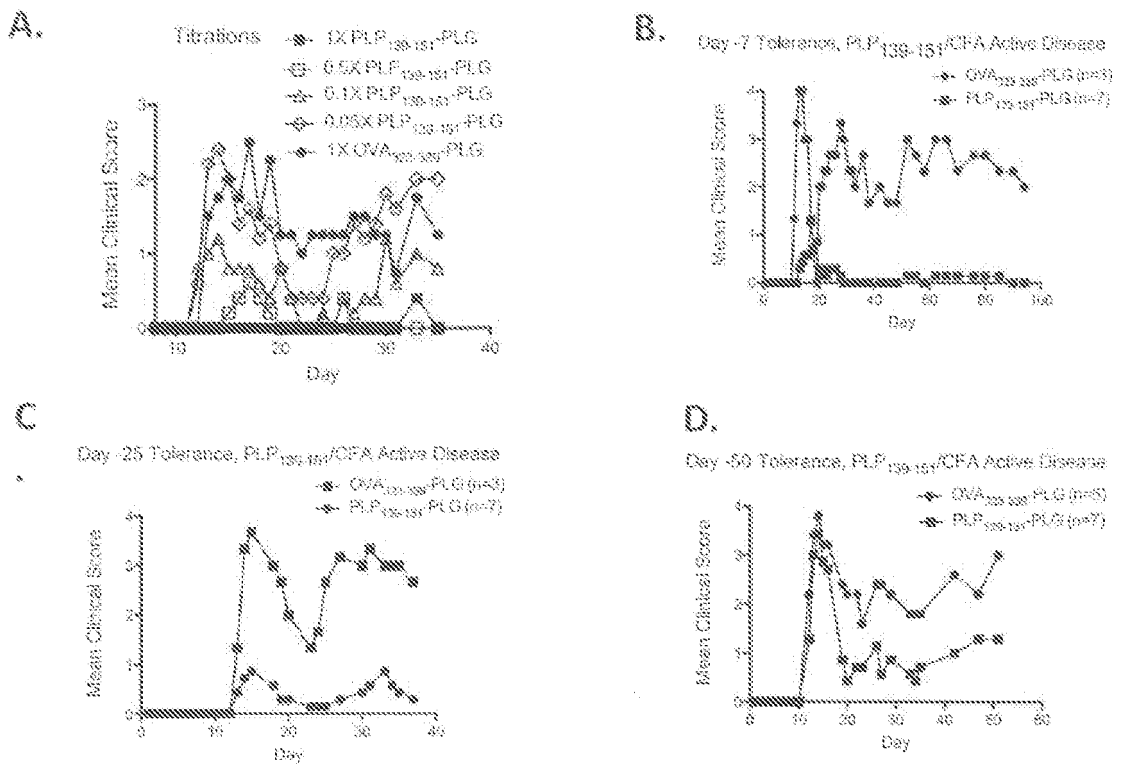 A.
Titrations
1X PLP139-151-PLG
0.5X PLP139-151-PLG
0.1X PLP139-151-PLG
0.05X PLP139-151-PLG
1X OVA323-339-PLG
Mean Clinical Score
3
2
1
0
10
20
30
40
Day
B.
Day -7 Tolerance, PLP139-151/CFA Active Disease
OVA323-339-PLG (n=3)
PLP139-151-PLG (n=7)
Mean Clinical Score
4
3
2
1
0
0
20
40
60
80
100
Day
C
.
Day -25 Tolerance, PLP139-151/CFA Active Disease
OVA323-339-PLG (n=3)
PLP139-151-PLG (n=7)
Mean Clinical Score
4
3
2
1
0
0
10
20
30
40
Day
D.
Day -50 Tolerance, PLP139-151/CFA Active Disease
OVA323-339-PLG (n=5)
PLP139-151-PLG (n=7)
Mean Clinical Score
4
3
2
1
0
0
10
20
30
40
50
60
Day